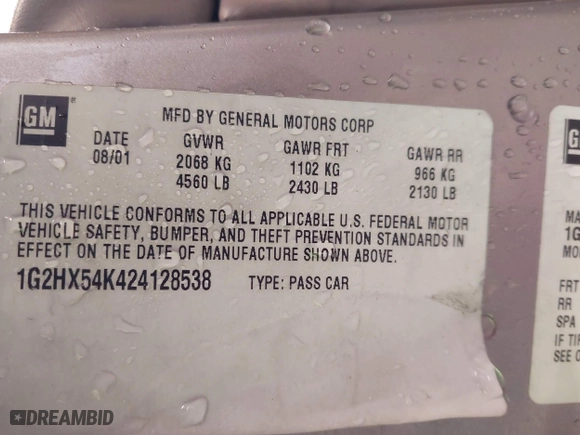 GM
MFD BY GENERAL MOTORS CORP
DATE GVWR GAWR FRT GAWR RR
08/01 2068 KG 1102 KG 966 KG
4560 LB 2430 LB 2130 LB
THIS VEHICLE CONFORMS TO ALL APPLICABLE U.S. FEDERAL MOTOR
VEHICLE SAFETY, BUMPER, AND THEFT PREVENTION STANDARDS IN
EFFECT ON THE DATE OF MANUFACTURE SHOWN ABOVE.
1G2HX54K424128538 TYPE: PASS CAR
MA
1G
MO
FRT
RR
SPA
IF TI
SEE
DREAMBID